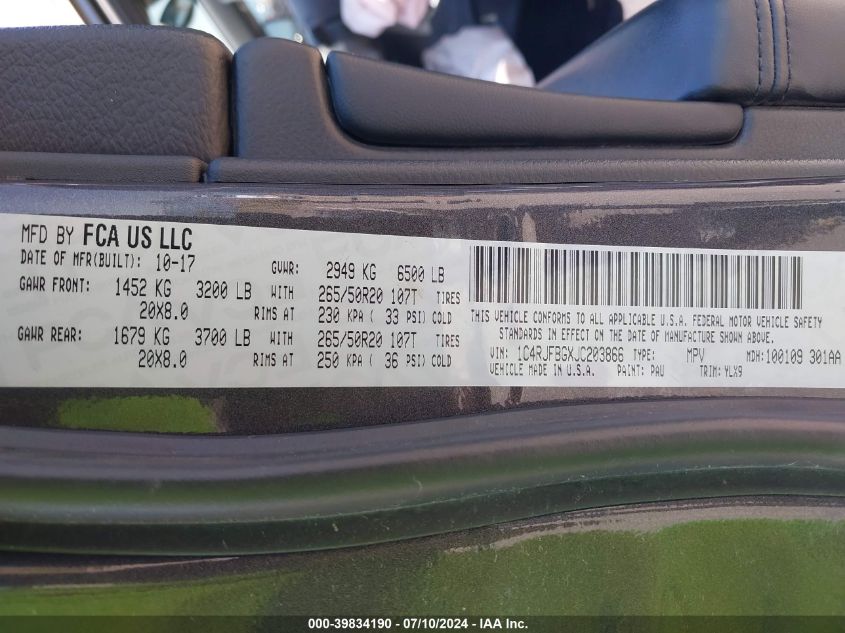 MFD BY FCA US LLC
DATE OF MFR(BUILT): 10-17 GVWR: 2949 KG 6500 LB
GAWR FRONT: 1452 KG 3200 LB WITH 265/50R20 107T TIRES
20X8.0 RIMS AT 230 KPA ( 33 PSI) COLD
GAWR REAR: 1679 KG 3700 LB WITH 265/50R20 107T TIRES
20X8.0 RIMS AT 250 KPA ( 36 PSI) COLD
THIS VEHICLE CONFORMS TO ALL APPLICABLE U.S.A. FEDERAL MOTOR VEHICLE SAFETY
STANDARDS IN EFFECT ON THE DATE OF MANUFACTURE SHOWN ABOVE.
VIN: 1C4RJFBGXJC203866 TYPE: MPV MDH:100109 301AA
VEHICLE MADE IN U.S.A. PAINT: PAU TRIM: YLX9
000-39834190 - 07/10/2024 - IAA Inc.